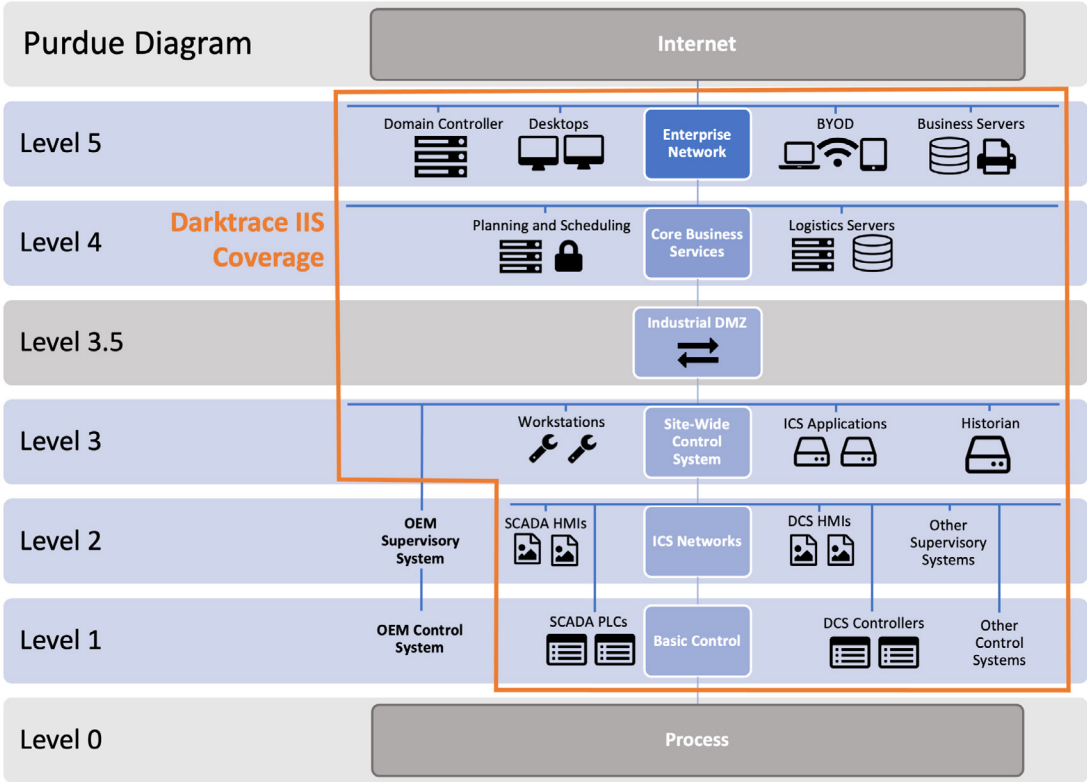 Purdue Diagram
Internet
Level 5
Domain Controller
Desktops
Enterprise
Network
BYOD
Business Servers
Darktrace IIS
Coverage
Level 4
Planning and Scheduling
Core Business
Services
Logistics Servers
Level 3.5
Industrial DMZ
Level 3
Workstations
Site-Wide
Control
System
ICS Applications
Historian
Level 2
OEM
Supervisory
System
SCADA HMIs
ICS Networks
DCS HMIs
Other
Supervisory
Systems
Level 1
OEM Control
System
SCADA PLCs
Basic Control
DCS Controllers
Other
Control
Systems
Level 0
Process